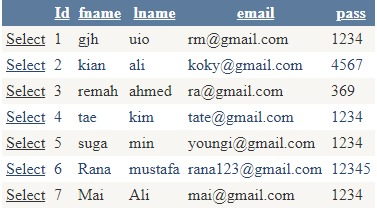 Id fname lname email pass
Select 1 gjh uio rm@gmail.com 1234
Select 2 kian ali koky@gmail.com 4567
Select 3 remah ahmed ra@gmail.com 369
Select 4 tae kim tate@gmail.com 1234
Select 5 suga min youngi@gmail.com 1234
Select 6 Rana mustafa rana123@gmail.com 12345
Select 7 Mai Ali mai@gmail.com 1234